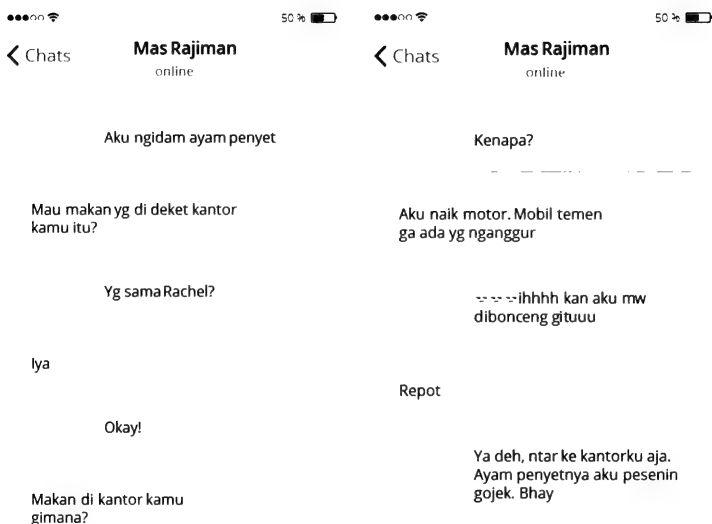 50 %
Chats
Mas Rajiman
online
Aku ngidam ayam penyet
Mau makan yg di deket kantor
kamu itu?
Yg sama Rachel?
Iya
Okay!
Makan di kantor kamu
gimana?
50 %
Chats
Mas Rajiman
online
Kenapa?
Aku naik motor. Mobil temen
ga ada yg nganggur
ihhhh kan aku mw
dibonceng gituuu
Repot
Ya deh, ntar ke kantorku aja.
Ayam penyetnya aku pesenin
gojek. Bhay